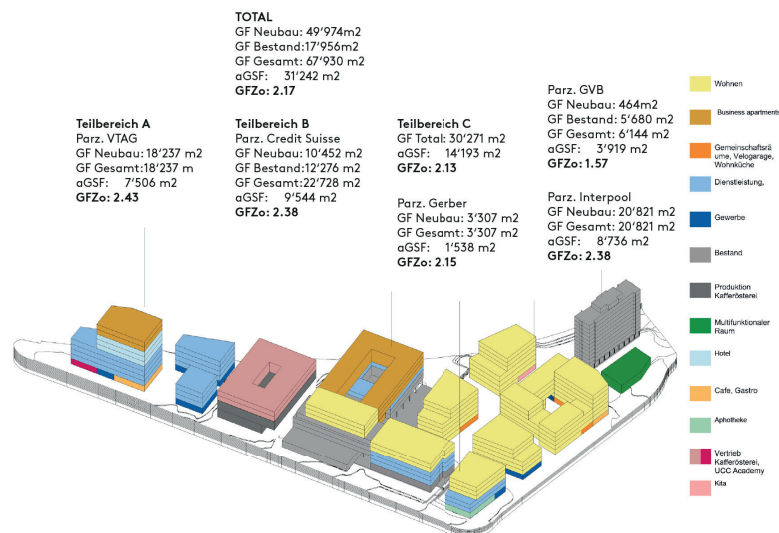 TOTAL
GF Neubau: 49'974m2
GF Bestand:17'956m2
GF Gesamt: 67'930 m2
aGSF: 31'242 m2
GFZo: 2.17
Teilbereich A
Parz. VTAG
GF Neubau: 18'237 m2
GF Gesamt:18'237 m
aGSF: 7'506 m2
GFZo: 2.43
Teilbereich B
Parz. Credit Suisse
GF Neubau: 10'452 m2
GF Bestand:12'276 m2
GF Gesamt:22'728 m2
aGSF: 9'544 m2
GFZo: 2.38
Teilbereich C
GF Total: 30'271 m2
aGSF: 14'193 m2
GFZo: 2.13
Parz. Gerber
GF Neubau: 3'307 m2
GF Gesamt: 3'307 m2
aGSF: 1'538 m2
GFZo: 2.15
Parz. GVB
GF Neubau: 464m2
GF Bestand: 5'680 m2
GF Gesamt: 6'144 m2
aGSF: 3'919 m2
GFZo: 1.57
Parz. Interpool
GF Neubau: 20'821 m2
GF Gesamt: 20'821 m2
aGSF: 8'736 m2
GFZo: 2.38
Wohnen
Business apartments
Gemeinschaftsrä
ume, Velogarage,
Wohnküche
Dienstleistung,
Gewerbe
Bestand
Produktion
Kafferösterei
Multifunktionaler
Raum
Hotel
Cafe, Gastro
Aphotheke
Vertrieb
Kafferösterei,
UCC Academy
Kita